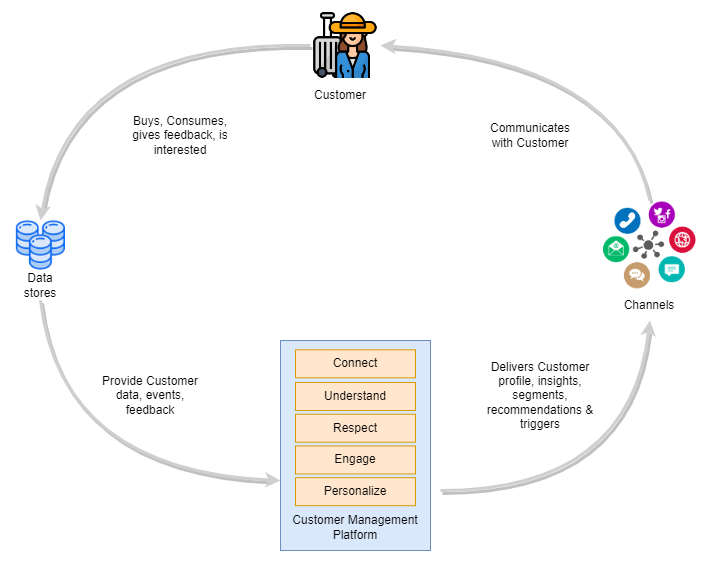 Customer
Buys, Consumes,
gives feedback, is
interested
Communicates
with Customer
Data
stores
Channels
Provide Customer
data, events,
feedback
Connect
Understand
Respect
Engage
Personalize
Customer Management
Platform
Delivers Customer
profile, insights,
segments,
recommendations &
triggers